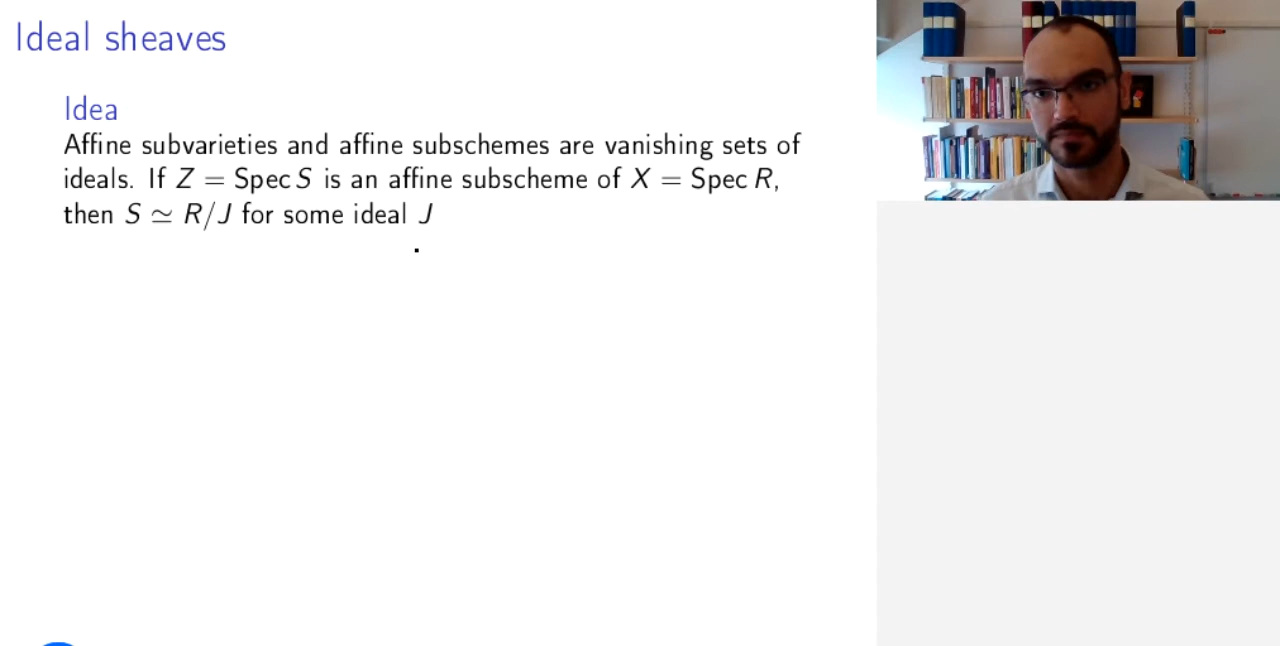 Ideal sheaves
Idea
Affine subvarieties and affine subschemes are vanishing sets of
ideals. If Z = Spec S is an affine subscheme of X = Spec R,
then S ≃ R/J for some ideal J